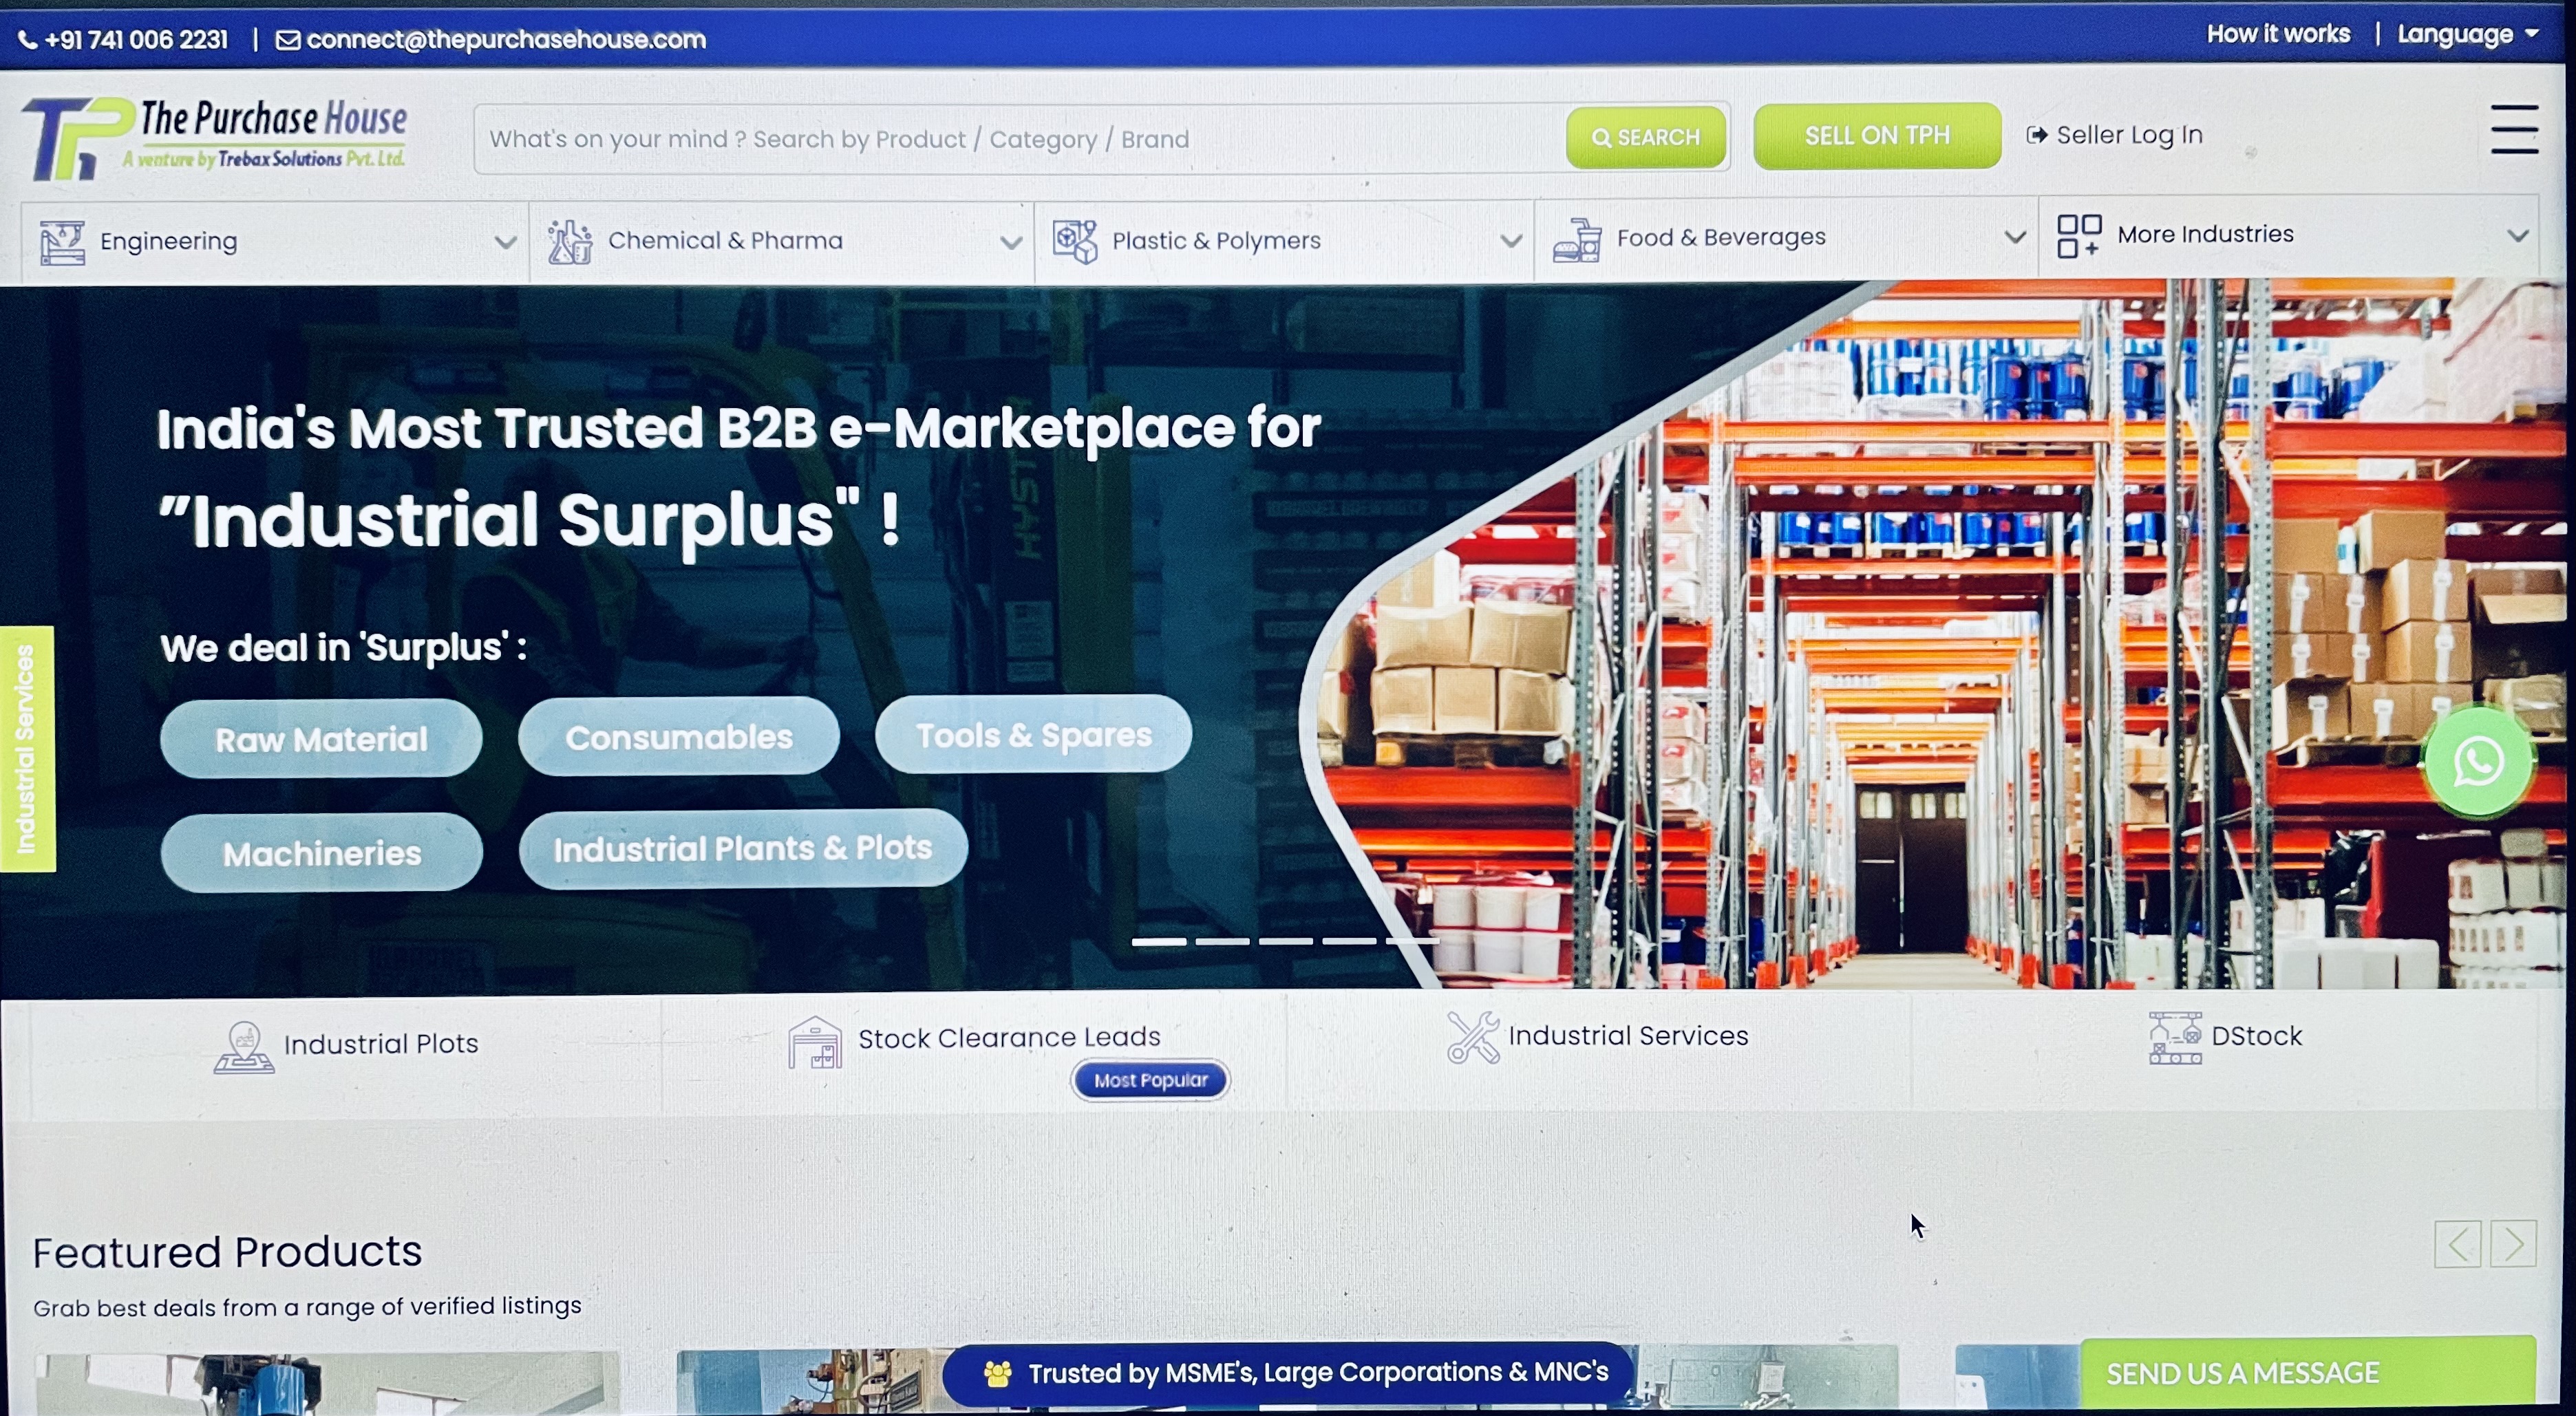 +91 741 006 2231 | connect@thepurchasehouse.com
How it works | Language
TP The Purchase House
A venture by Trebax Solutions Pvt. Ltd.
What's on your mind ? Search by Product / Category / Brand
SEARCH
SELL ON TPH
Seller Log In
Engineering
Chemical & Pharma
Plastic & Polymers
Food & Beverages
More Industries
India's Most Trusted B2B e-Marketplace for
"Industrial Surplus" !
HYSTER
We deal in 'Surplus' :
Raw Material
Consumables
Tools & Spares
Machineries
Industrial Plants & Plots
Industrial Services
Industrial Plots
Stock Clearance Leads
Most Popular
Industrial Services
DStock
Featured Products
Grab best deals from a range of verified listings
Trusted by MSME's, Large Corporations & MNC's
SEND US A MESSAGE